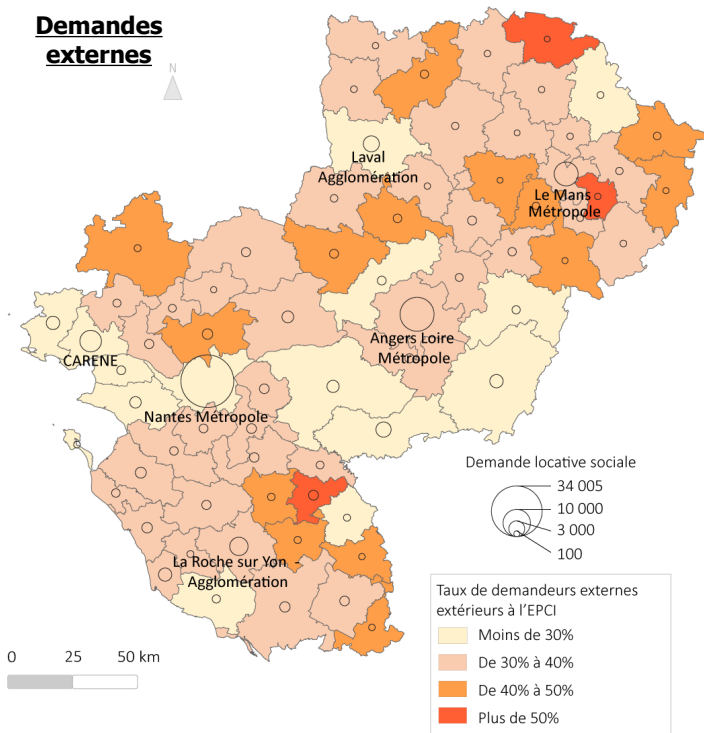 Demandes
externes
N
Laval
Agglomération
Le Mans
Métropole
Angers Loire
Métropole
CARENE
Nantes Métropole
La Roche sur Yon -
Agglomération
Demande locative sociale
34 005
10 000
3 000
100
Taux de demandeurs externes
extérieurs à l’EPCI
Moins de 30%
De 30% à 40%
De 40% à 50%
Plus de 50%
0 25 50 km